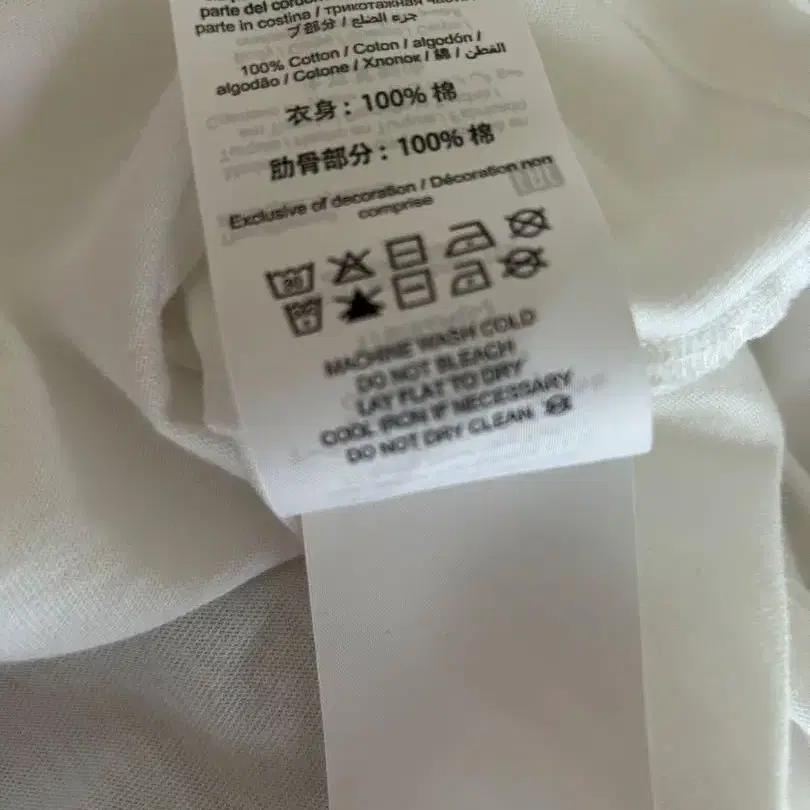 parte del
parte in costina / трикотажная часть
ブ部分 / جزء الضلع
100% Cotton / Coton / algodón /
algodão / Cotone / Хлопок / 綿 / القطن
衣身：100% 棉
肋骨部分：100% 棉
Exclusive of decoration / Décoration non
comprise
30
MACHINE WASH COLD
DO NOT BLEACH
LAY FLAT TO DRY
COOL IRON IF NECESSARY
DO NOT DRY CLEAN